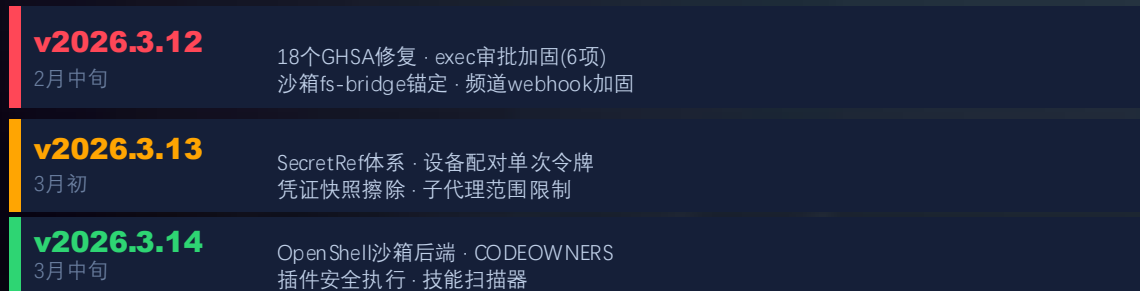 v2026.3.12
2月中旬
18个GHSA修复 · exec审批加固(6项)
沙箱fs-bridge锚定 · 频道webhook加固
v2026.3.13
3月初
SecretRef体系 · 设备配对单次令牌
凭证快照擦除 · 子代理范围限制
v2026.3.14
3月中旬
OpenShell沙箱后端 · CODEOWNERS
插件安全执行 · 技能扫描器